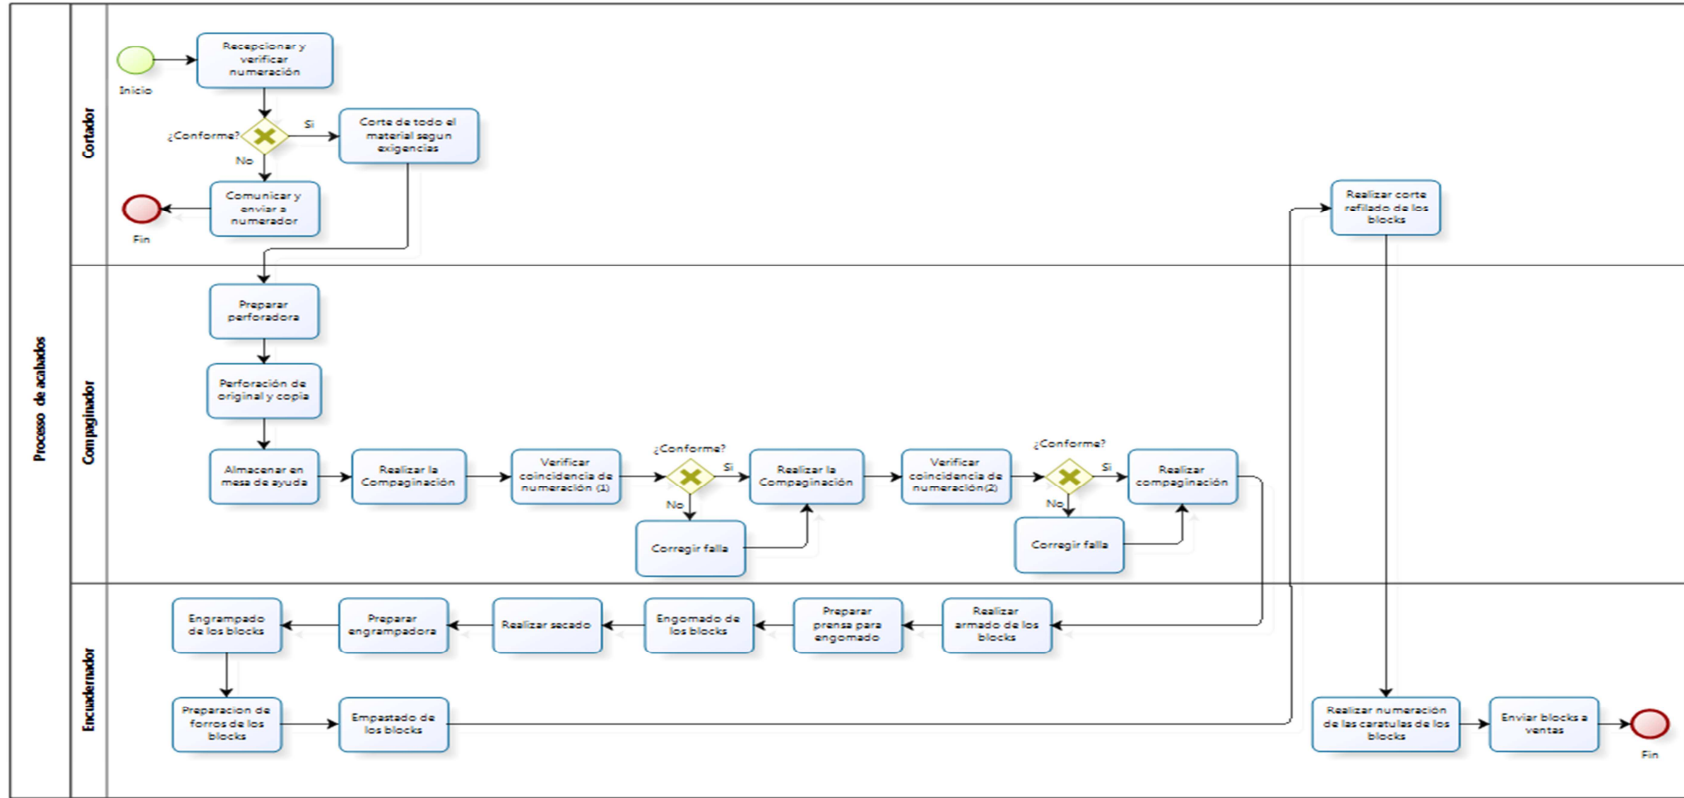 Processo de acabados
Cortador
Recepcionar y
verificar
numeración
Inicio
¿Conforme?
Si
Corte de todo el
material segun
exigencias
No
Comunicar y
enviar a
numerador
Fin
Realizar corte
refilado de los
blocks
Compaginador
Preparar
perforadora
Perforación de
original y copia
Almacenar en
mesa de ayuda
Realizar la
Compaginación
Verificar
coincidencia de
numeración (1)
¿Conforme?
Si
No
Corregir falla
Realizar la
Compaginación
Verificar
coincidencia de
numeración(2)
¿Conforme?
Si
No
Corregir falla
Realizar
compaginación
Encuadernador
Engrampado
de los blocks
Preparar
engrampadora
Realizar secado
Engomado de
los blocks
Preparar
prensa para
engomado
Realizar
armado de los
blocks
Preparacion de
forros de los
blocks
Empastado de
los blocks
Realizar numeración
de las caratulas de los
blocks
Enviar blocks a
ventas
Fin